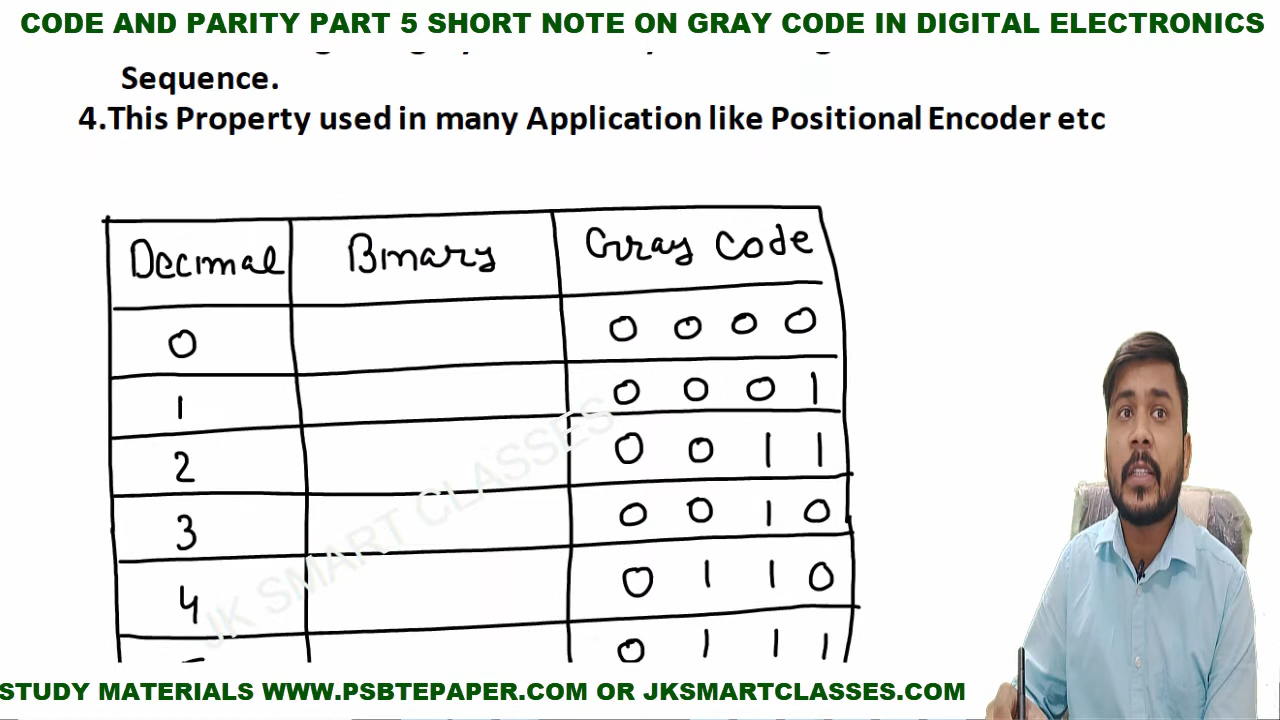 CODE AND PARITY PART 5 SHORT NOTE ON GRAY CODE IN DIGITAL ELECTRONICS
Sequence.
4.This Property used in many Application like Positional Encoder etc
Decimal Binary Gray Code
0 0 0 0 0
1 0 0 0 1
2 0 0 1 1
3 0 0 1 0
4 0 1 1 0
0 1 1 1
JK SMART CLASSES
STUDY MATERIALS WWW.PSBTEPAPER.COM OR JKSMARTCLASSES.COM